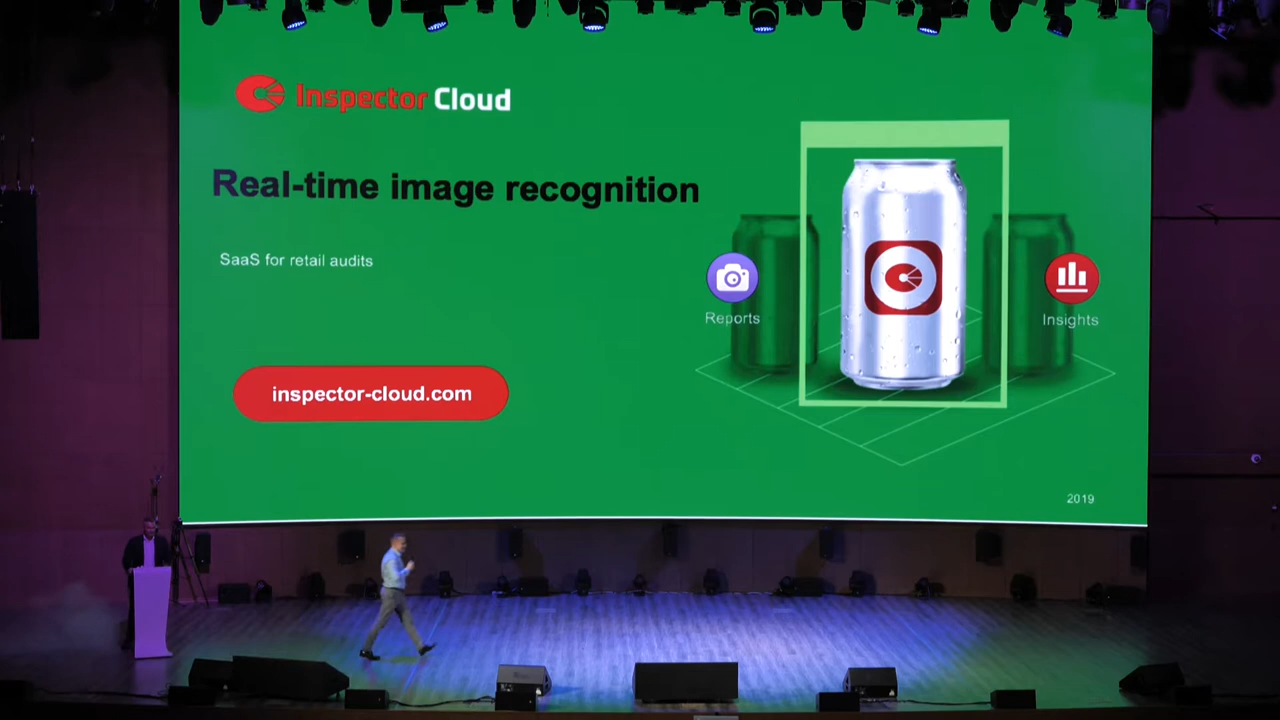 Inspector Cloud
Real-time image recognition
SaaS for retail audits
Reports
Insights
inspector-cloud.com
2019